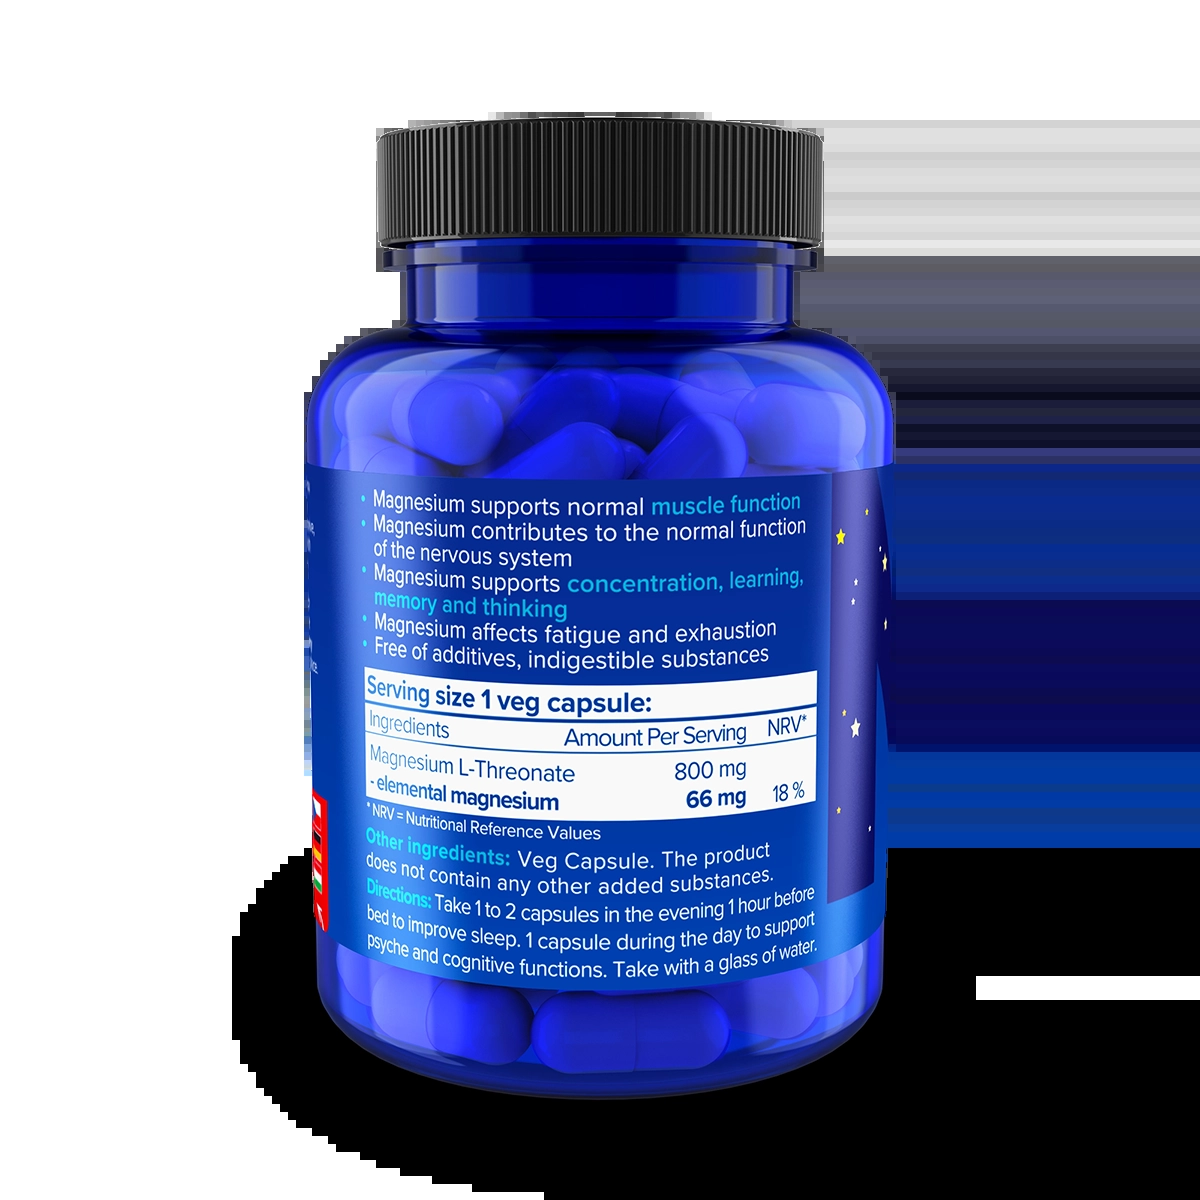 • Magnesium supports normal muscle function
• Magnesium contributes to the normal function
of the nervous system
• Magnesium supports concentration, learning,
memory and thinking
• Magnesium affects fatigue and exhaustion
• Free of additives, indigestible substances
Serving size 1 veg capsule:
Ingredients Amount Per Serving NRV*
Magnesium L-Threonate 800 mg
- elemental magnesium 66 mg 18 %
* NRV = Nutritional Reference Values
Other ingredients: Veg Capsule. The product
does not contain any other added substances.
Directions: Take 1 to 2 capsules in the evening 1 hour before
bed to improve sleep. 1 capsule during the day to support
psyche and cognitive functions. Take with a glass of water.